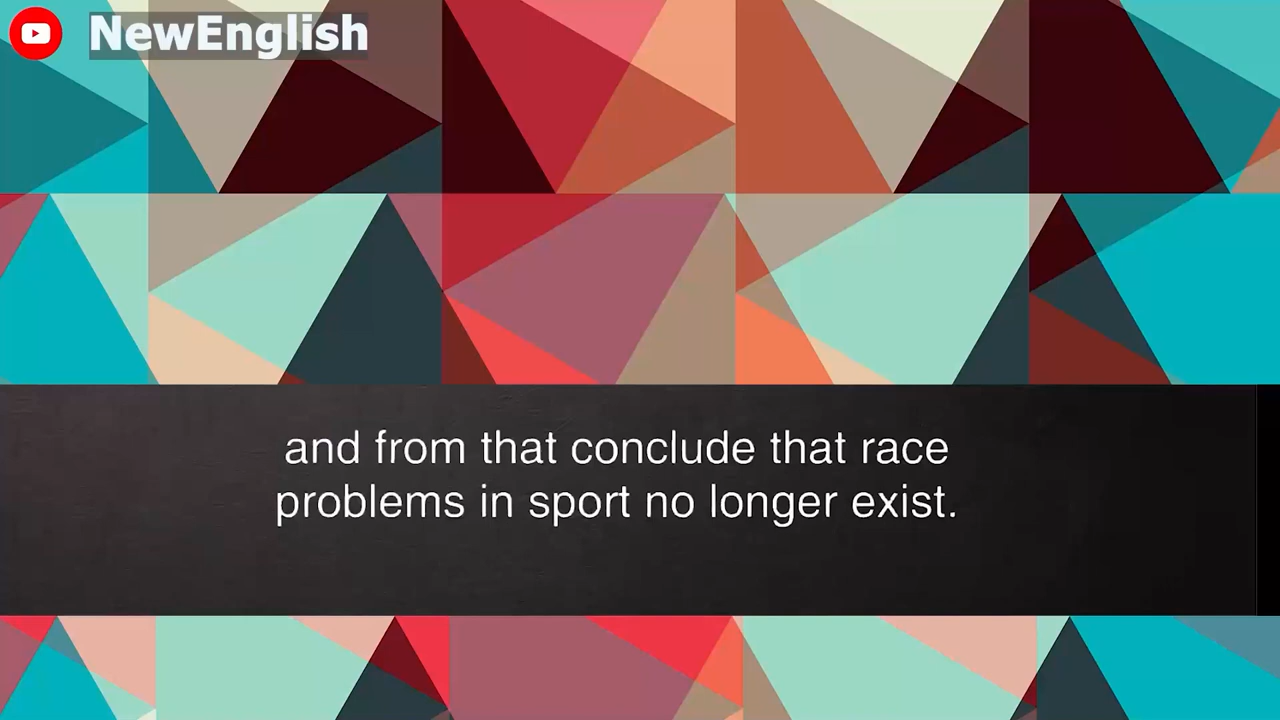 NewEnglish
and from that conclude that race
problems in sport no longer exist.